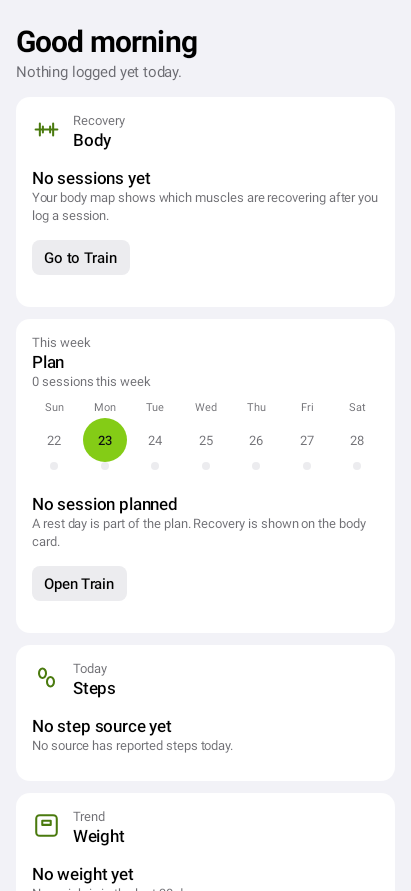 Good morning
Nothing logged yet today.
Recovery
Body
No sessions yet
Your body map shows which muscles are recovering after you
log a session.
Go to Train
This week
Plan
0 sessions this week
Sun Mon Tue Wed Thu Fri Sat
22 23 24 25 26 27 28
No session planned
A rest day is part of the plan. Recovery is shown on the body
card.
Open Train
Today
Steps
No step source yet
No source has reported steps today.
Trend
Weight
No weight yet